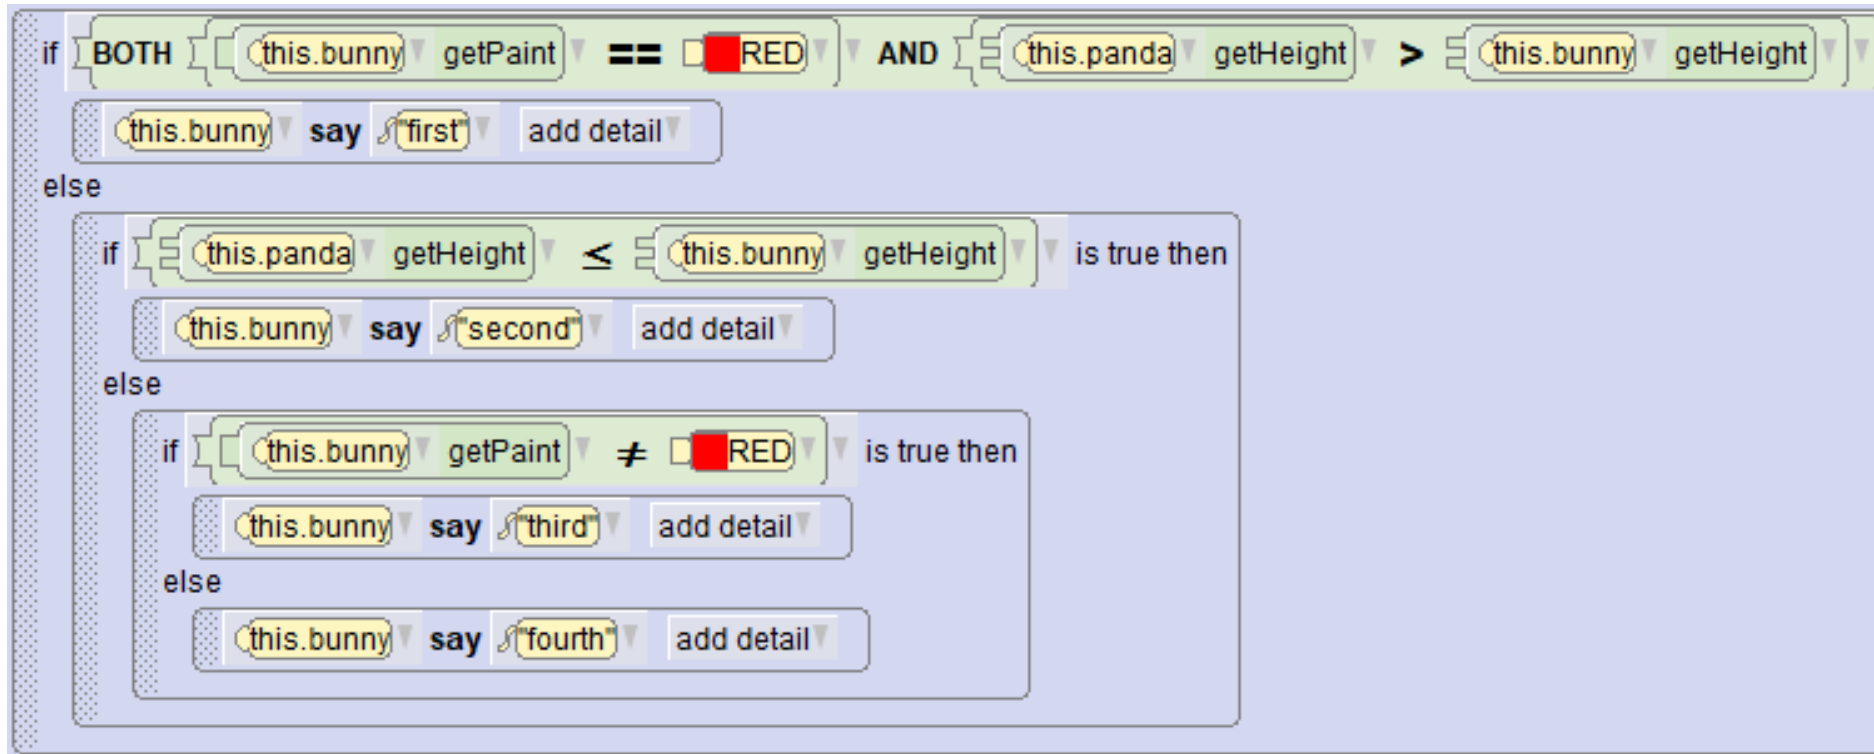 if BOTH this.bunny getPaint == RED AND this.panda getHeight > this.bunny getHeight
this.bunny say "first" add detail
else
if this.panda getHeight ≤ this.bunny getHeight is true then
this.bunny say "second" add detail
else
if this.bunny getPaint ≠ RED is true then
this.bunny say "third" add detail
else
this.bunny say "fourth" add detail